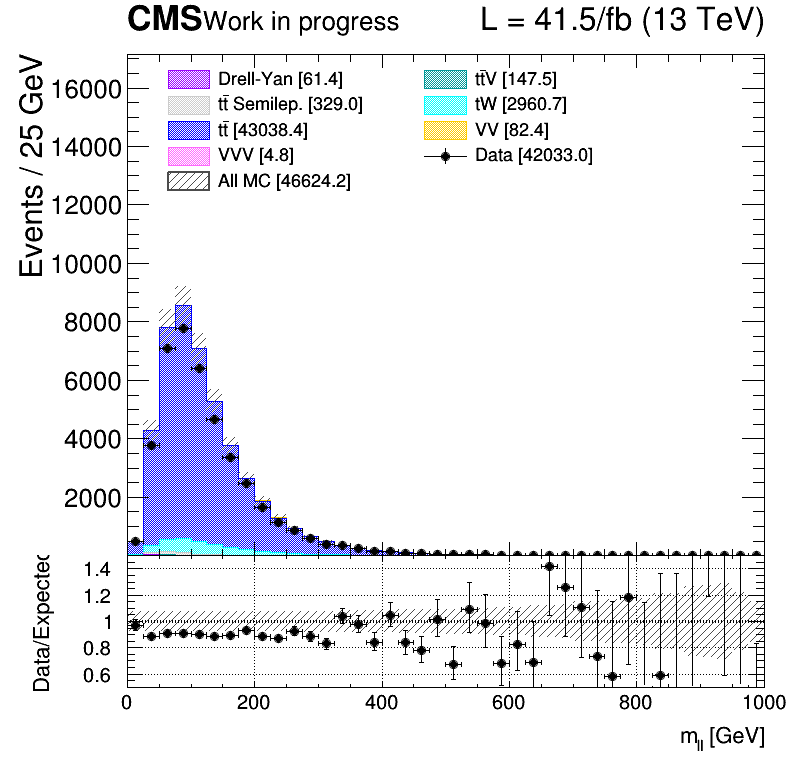 CMS Work in progress L = 41.5/fb (13 TeV)
Events / 25 GeV
16000
14000
12000
10000
8000
6000
4000
2000
Drell-Yan [61.4]
tt̄ Semilep. [329.0]
tt̄ [43038.4]
VVV [4.8]
All MC [46624.2]
tt̄V [147.5]
tW [2960.7]
VV [82.4]
Data [42033.0]
Data/Expected
1.4
1.2
1
0.8
0.6
0 200 400 600 800 1000
m_ll [GeV]